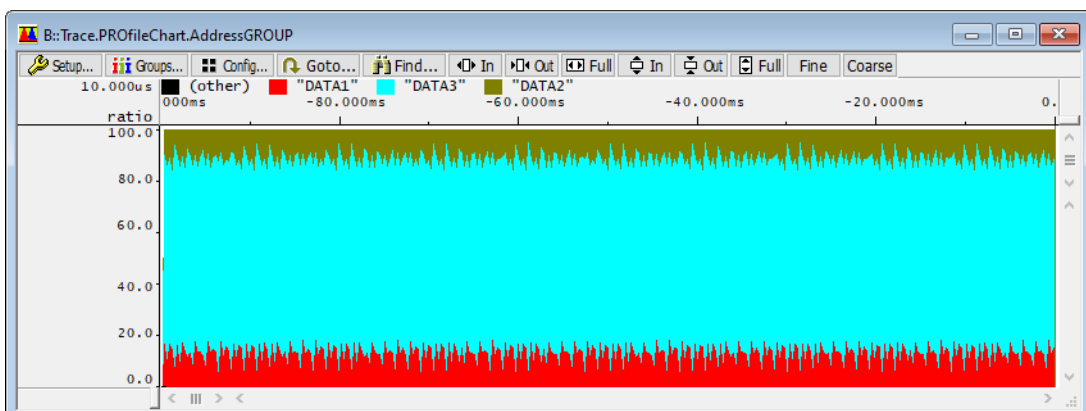 B::Trace.PROfileChart.AddressGROUP
Setup... Groups... Config... Goto... Find... In Out Full In Out Full Fine Coarse
10.000us (other) "DATA1" "DATA3" "DATA2"
000ms -80.000ms -60.000ms -40.000ms -20.000ms 0.
ratio
100.0
80.0
60.0
40.0
20.0
0.0